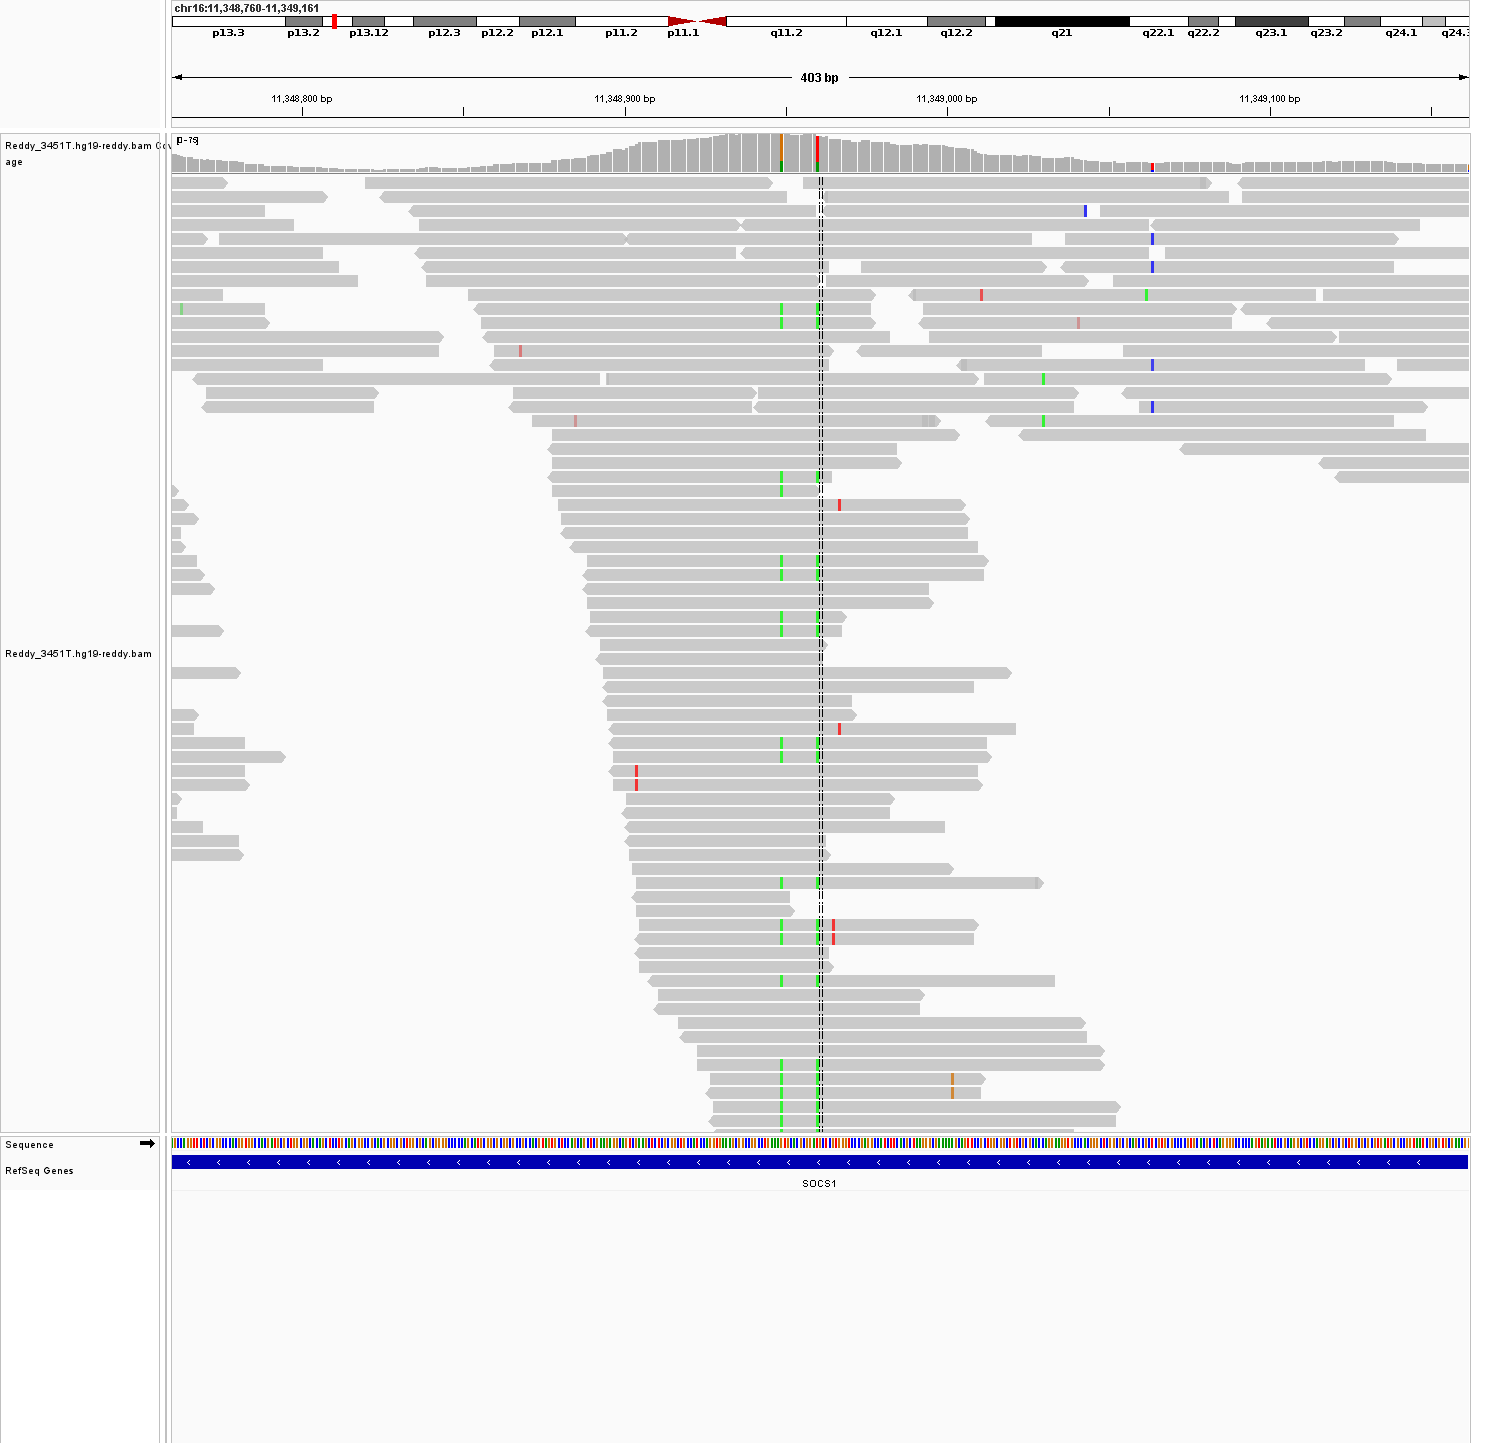 chr16:11,348,760-11,349,161
p13.3 p13.2 p13.12 p12.3 p12.2 p12.1 p11.2 p11.1 q11.2 q12.1 q12.2 q21 q22.1 q22.2 q23.1 q23.2 q24.1 q24.3
403 bp
11,348,800 bp 11,348,900 bp 11,349,000 bp 11,349,100 bp
Reddy_3451T.hg19-reddy.bam Cov
age
[0-79]
Reddy_3451T.hg19-reddy.bam
Sequence
RefSeq Genes
SOCS1